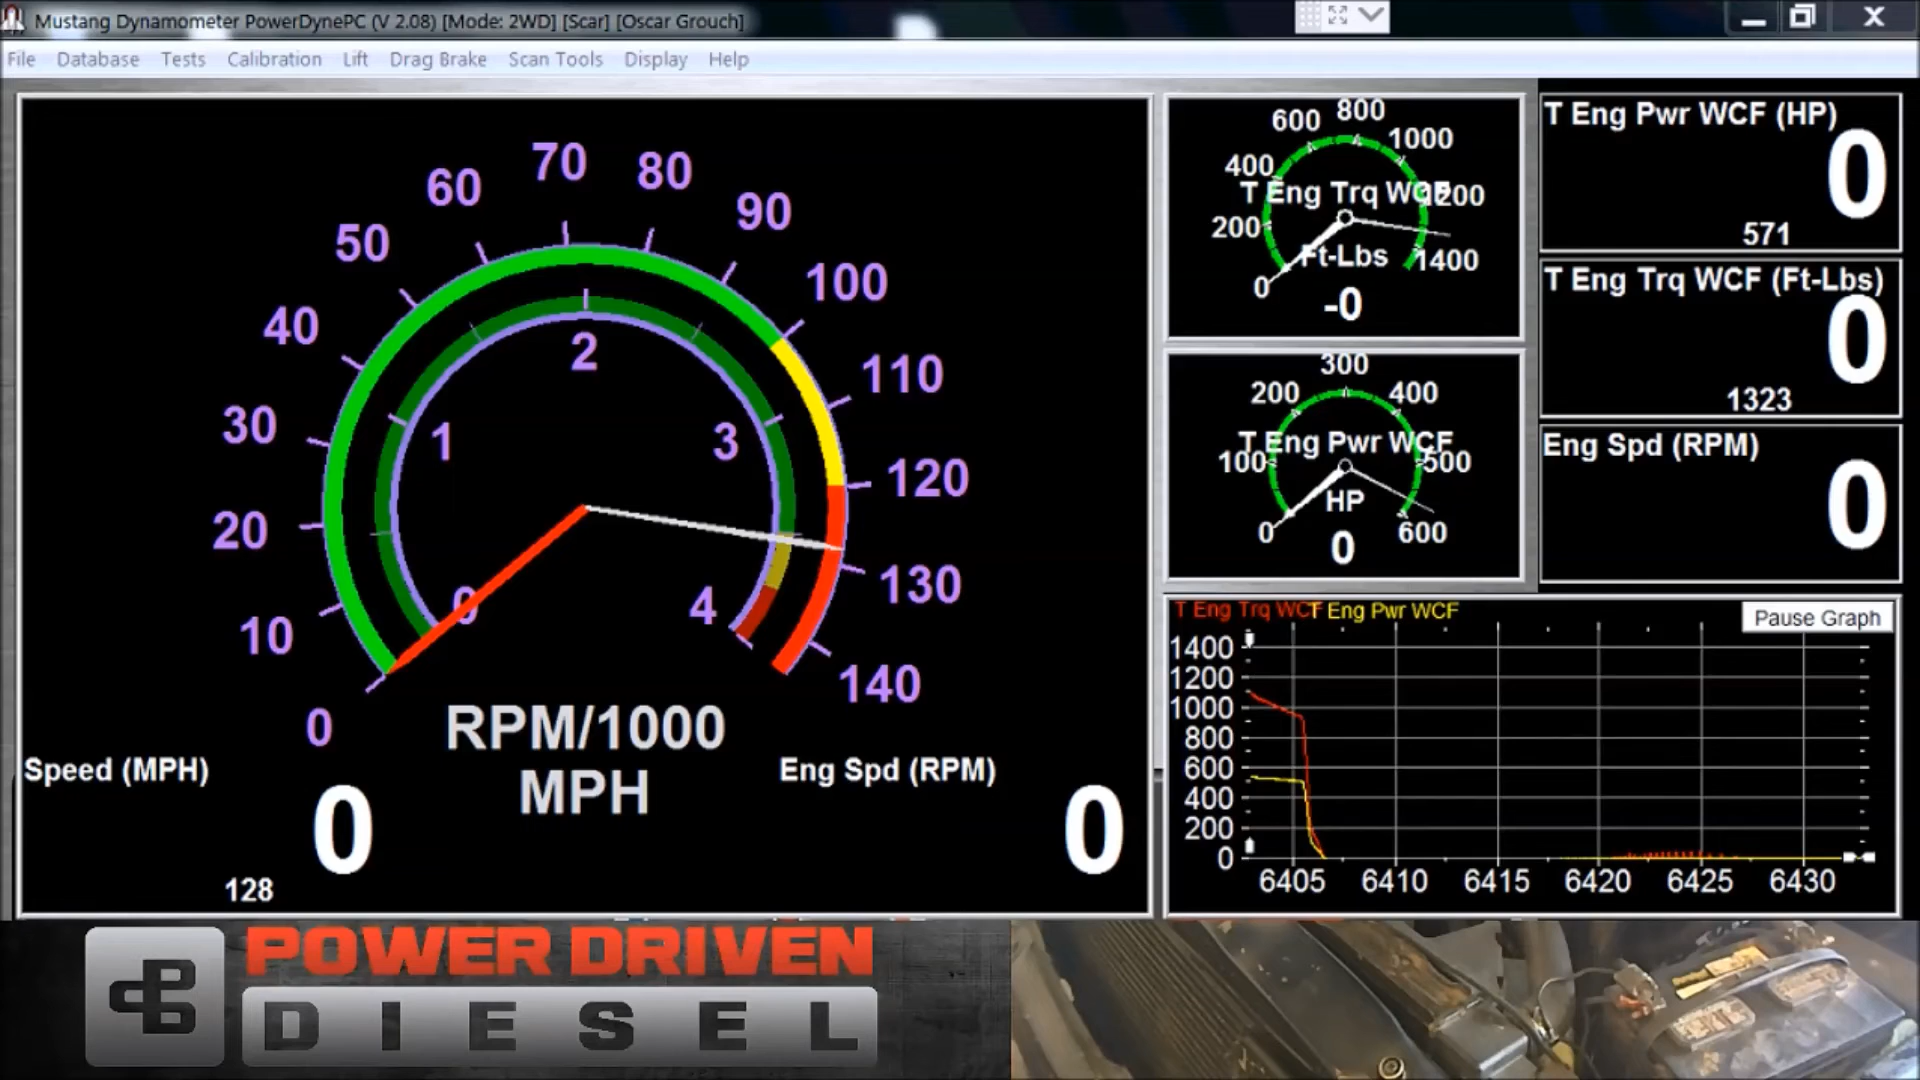 Mustang Dynamometer PowerDynePC (V 2.08) [Mode: 2WD] [Scar] [Oscar Grouch]
File Database Tests Calibration Lift Drag Brake Scan Tools Display Help
0 10 20 30 40 50 60 70 80 90 100 110 120 130 140
0 1 2 3 4
RPM/1000
MPH
Speed (MPH)
0
128
Eng Spd (RPM)
0
0 200 400 600 800 1000 1200 1400
T Eng Trq WCF
Ft-Lbs
-0
0 100 200 300 400 500 600
T Eng Pwr WCF
HP
0
T Eng Pwr WCF (HP)
0
571
T Eng Trq WCF (Ft-Lbs)
0
1323
Eng Spd (RPM)
0
T Eng Trq WCF T Eng Pwr WCF
Pause Graph
1400
1200
1000
800
600
400
200
0
6405 6410 6415 6420 6425 6430
POWER DRIVEN
DIESEL